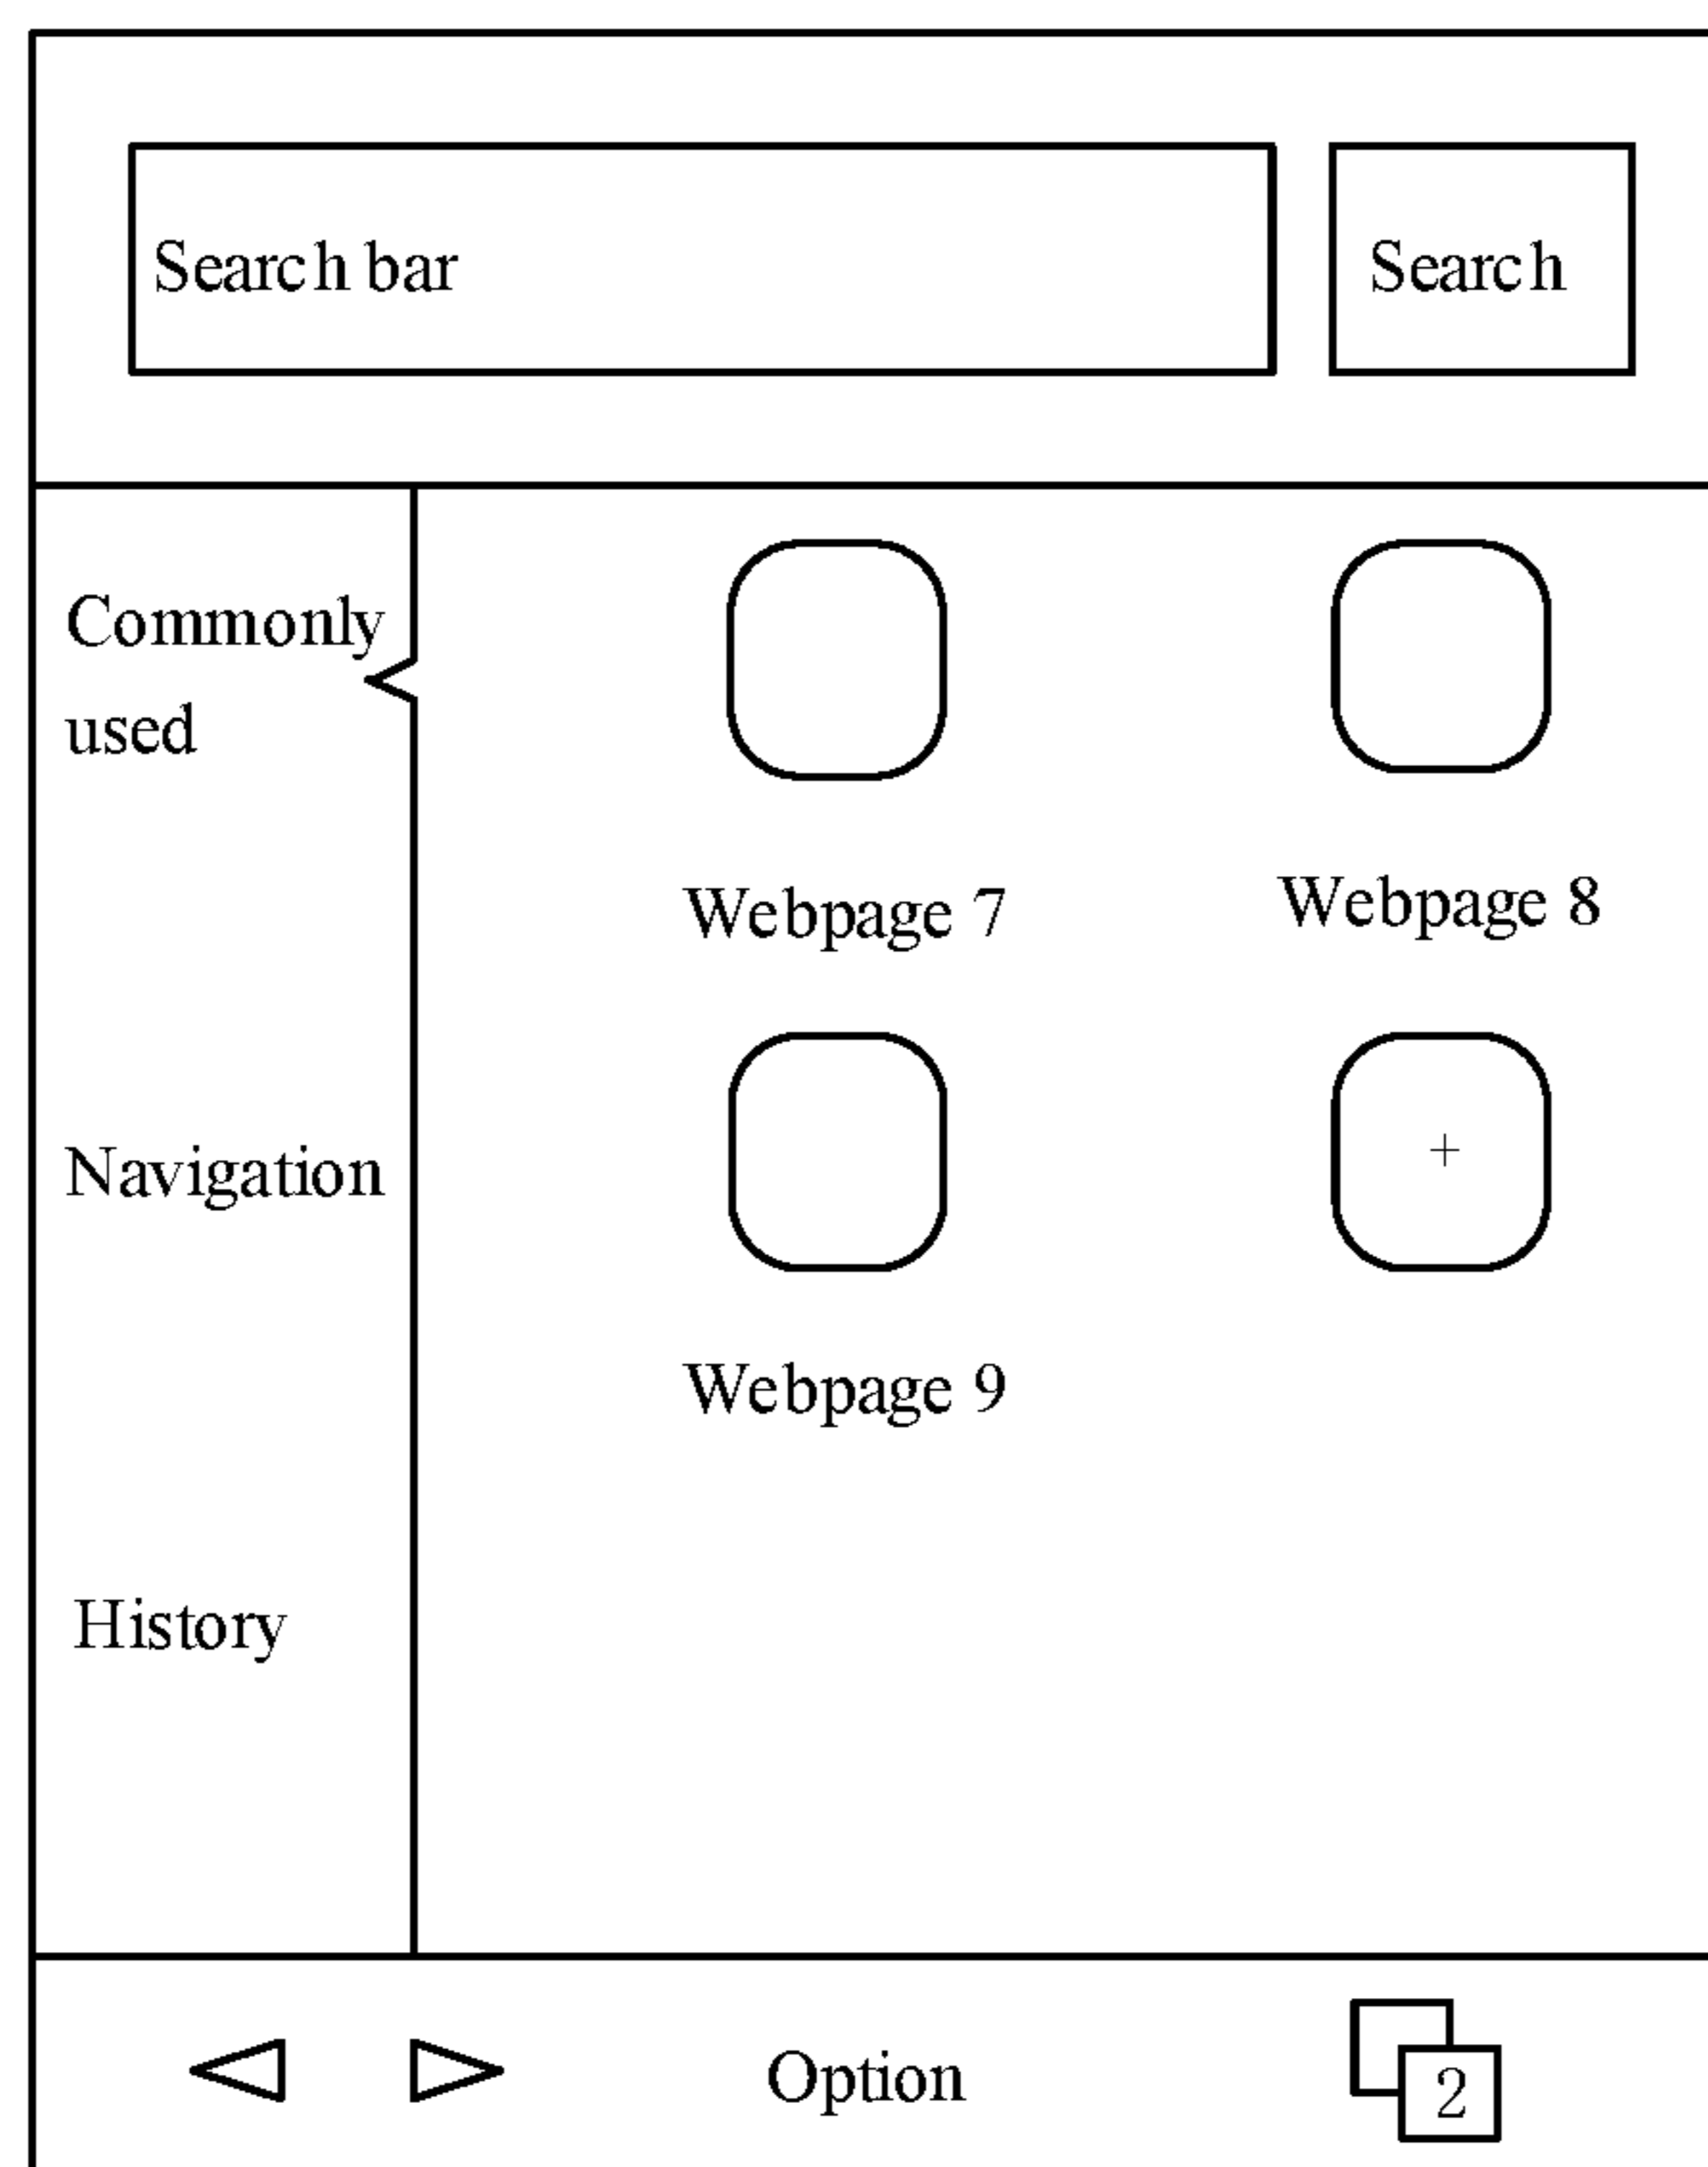 Search bar
Search
Commonly
used
Webpage 7
Webpage 8
Navigation
+
Webpage 9
History
Option
2